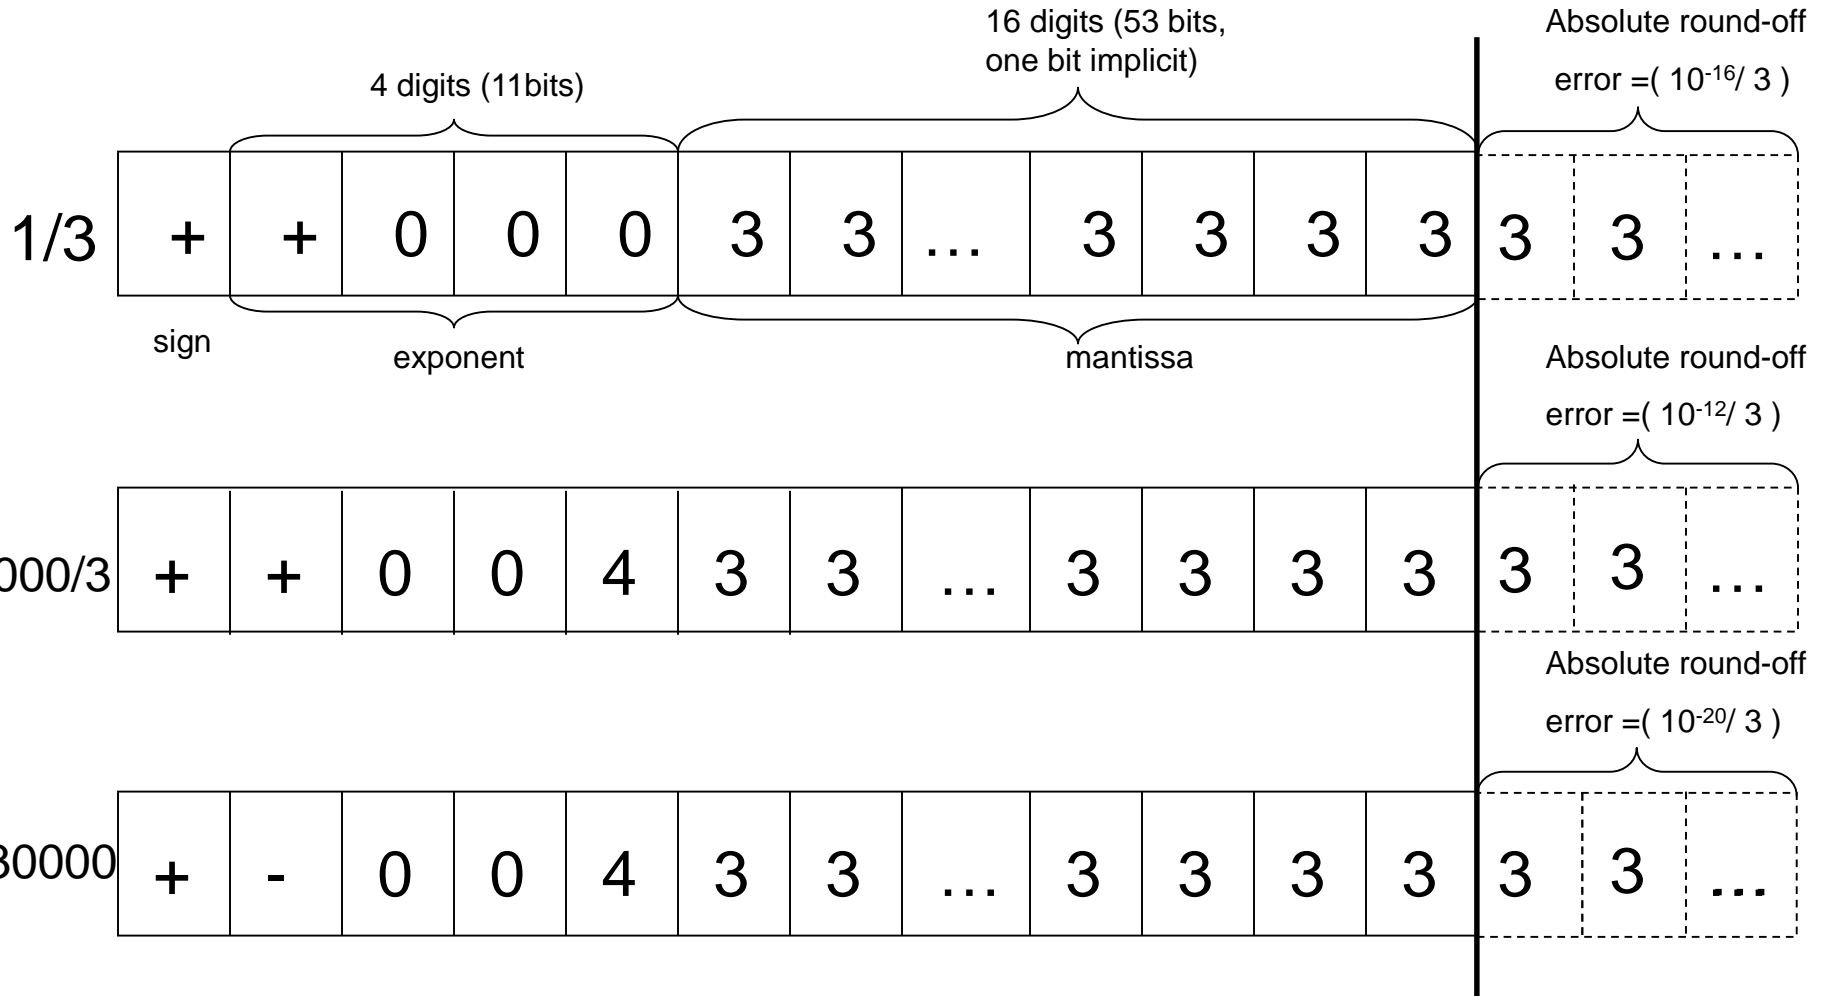 16 digits (53 bits,
one bit implicit)
Absolute round-off
error =( 10-16/ 3 )
4 digits (11bits)
1/3 + + 0 0 0 3 3 ... 3 3 3 3 3 3 ...
sign
exponent
mantissa
Absolute round-off
error =( 10-12/ 3 )
000/3 + + 0 0 4 3 3 ... 3 3 3 3 3 3 ...
Absolute round-off
error =( 10-20/ 3 )
30000 + - 0 0 4 3 3 ... 3 3 3 3 3 3 ...